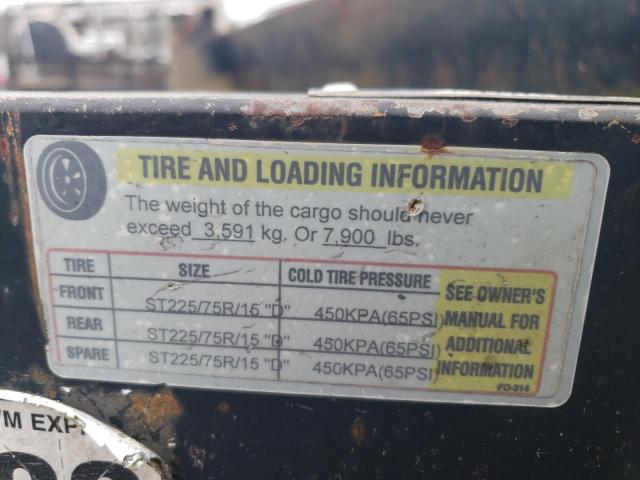 TIRE AND LOADING INFORMATION
The weight of the cargo should never
exceed 3,591 kg. Or 7,900 lbs.
TIRE SIZE COLD TIRE PRESSURE SEE OWNER'S
FRONT ST225/75R/15 "D" 450KPA(65PSI) MANUAL FOR
REAR ST225/75R/15 "D" 450KPA(65PSI) ADDITIONAL
SPARE ST225/75R/15 "D" 450KPA(65PSI) INFORMATION
FD-314
/M EXP.